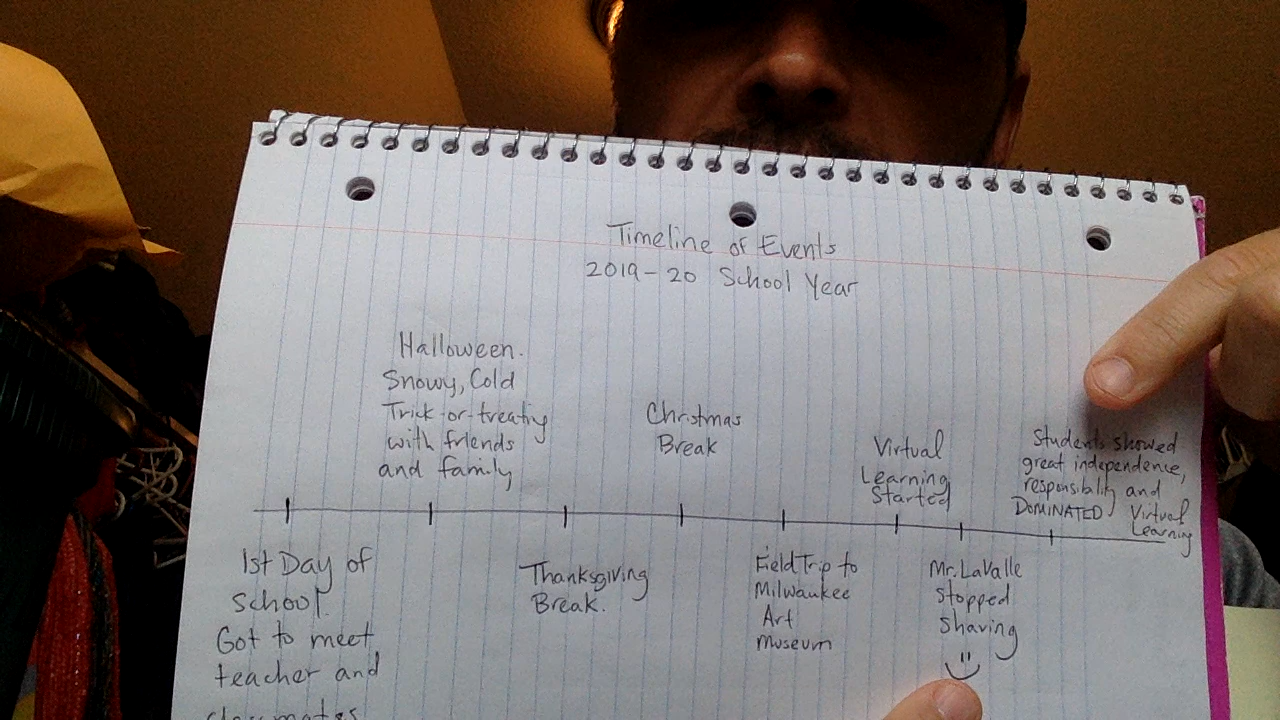 Timeline of Events
2019-20 School Year
Halloween.
Snowy, Cold
Trick-or-treating
with friends
and family
Christmas
Break
Virtual
Learning
Started
Students showed
great independence,
responsiblity and
DOMINATED Virtual
Learning
1st Day of
School.
Got to meet
teacher and
classmates
Thanksgiving
Break.
Field Trip to
Milwaukee
Art
Museum
Mr. LaValle
Stopped
Shaving